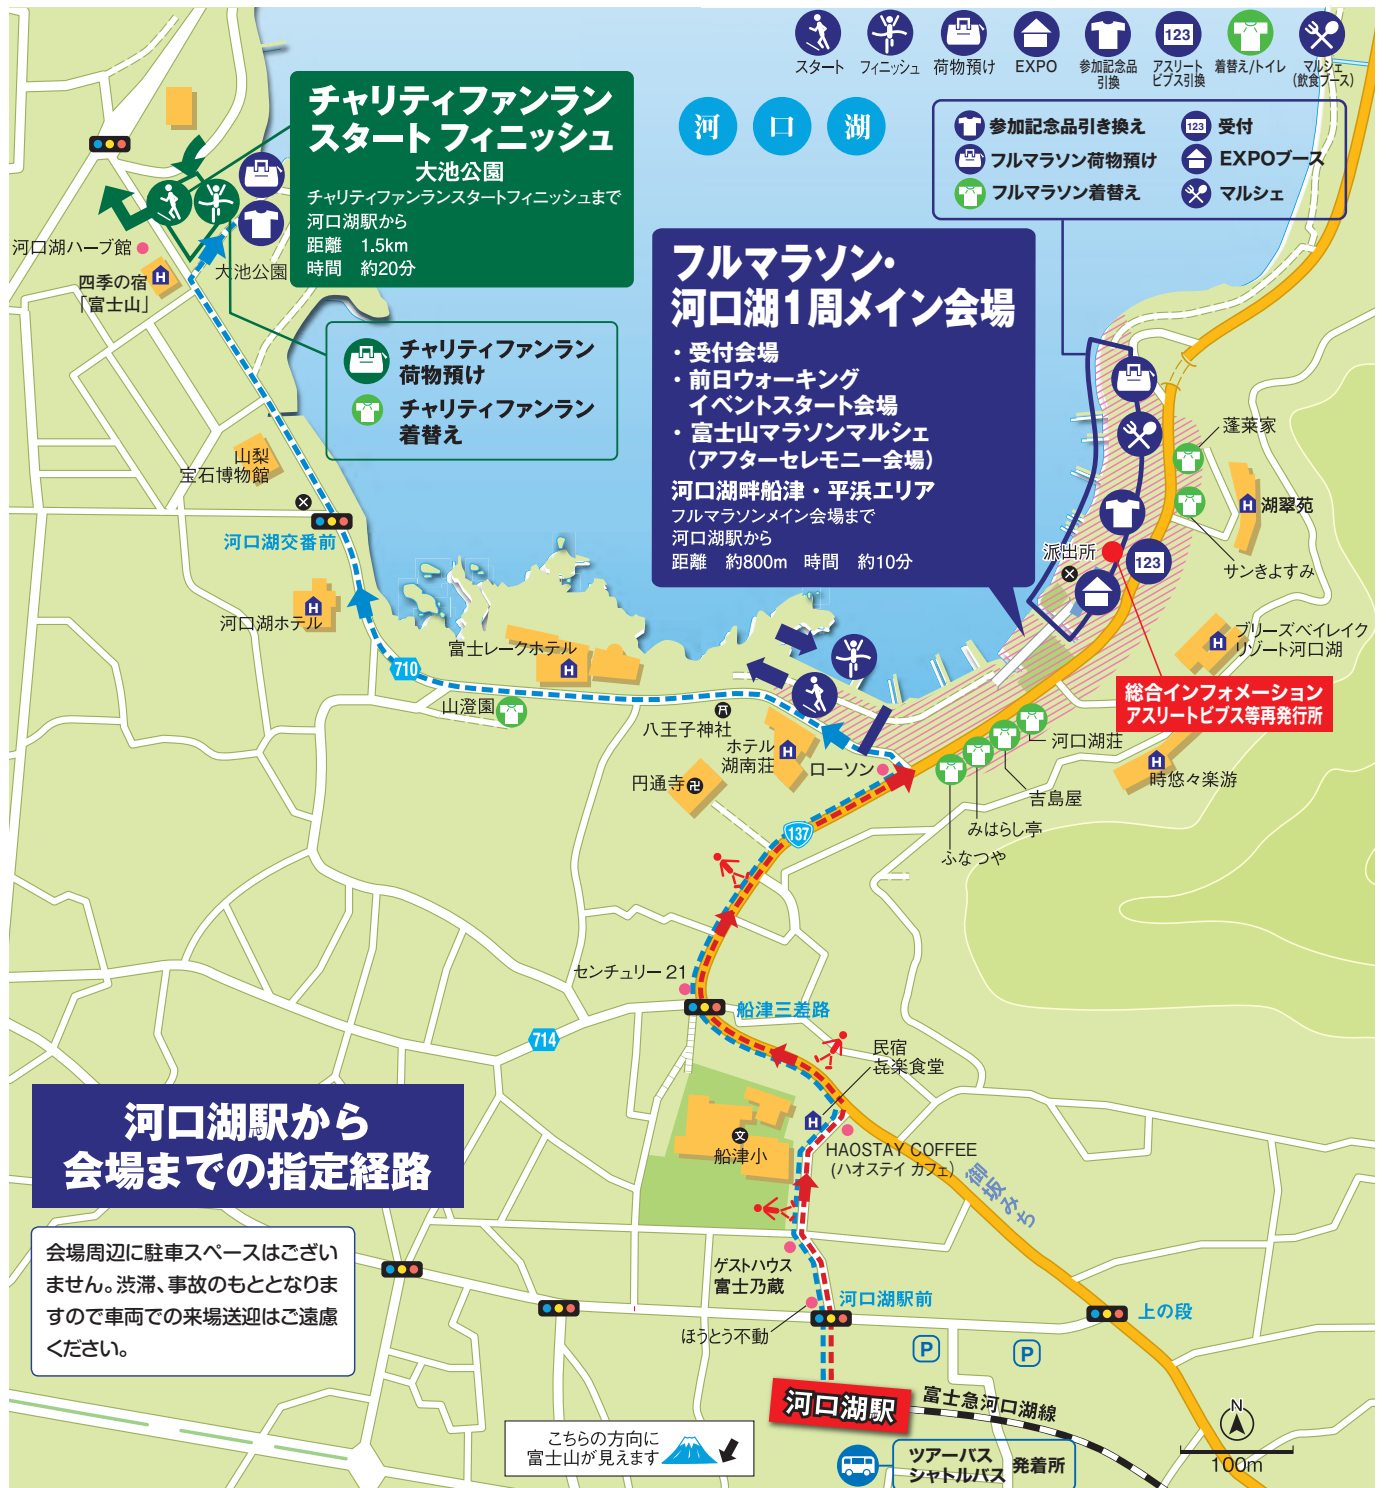 スタート
フィニッシュ
荷物預け
EXPO
参加記念品
引換
123
アスリート
ビブス引換
着替え/トイレ
マルシェ
(飲食ブース)
河口湖
チャリティファンラン
スタート フィニッシュ
大池公園
チャリティファンランスタートフィニッシュまで
河口湖駅から
距離 1.5km
時間 約20分
参加記念品引き換え
123 受付
フルマラソン荷物預け
EXPOブース
フルマラソン着替え
マルシェ
河口湖ハーブ館
四季の宿
「富士山」
H
大池公園
チャリティファンラン
荷物預け
チャリティファンラン
着替え
フルマラソン・
河口湖1周メイン会場
・受付会場
・前日ウォーキング
イベントスタート会場
・富士山マラソンマルシェ
(アフターセレモニー会場)
河口湖畔船津・平浜エリア
フルマラソンメイン会場まで
河口湖駅から
距離 約800m 時間 約10分
山梨
宝石博物館
河口湖交番前
河口湖ホテル
H
蓬莱家
湖翠苑
H
サンきよすみ
派出所
123
ブリーズベイレイク
リゾート河口湖
H
総合インフォメーション
アスリートビブス等再発行所
富士レークホテル
H
710
山澄園
八王子神社
ホテル
湖南荘
H
円通寺
卍
ローソン
河口湖荘
吉島屋
みはらし亭
ふなつや
時悠々楽游
H
137
センチュリー21
船津三差路
714
民宿
㐂楽食堂
H
文
船津小
HAOSTAY COFFEE
(ハオステイ カフェ)
御坂みち
河口湖駅から
会場までの指定経路
会場周辺に駐車スペースはござい
ません。渋滞、事故のもととなりま
すので車両での来場送迎はご遠慮
ください。
ゲストハウス
富士乃蔵
河口湖駅前
ほうとう不動
上の段
P
P
河口湖駅
富士急河口湖線
こちらの方向に
富士山が見えます
ツアーバス
シャトルバス
発着所
N
100m